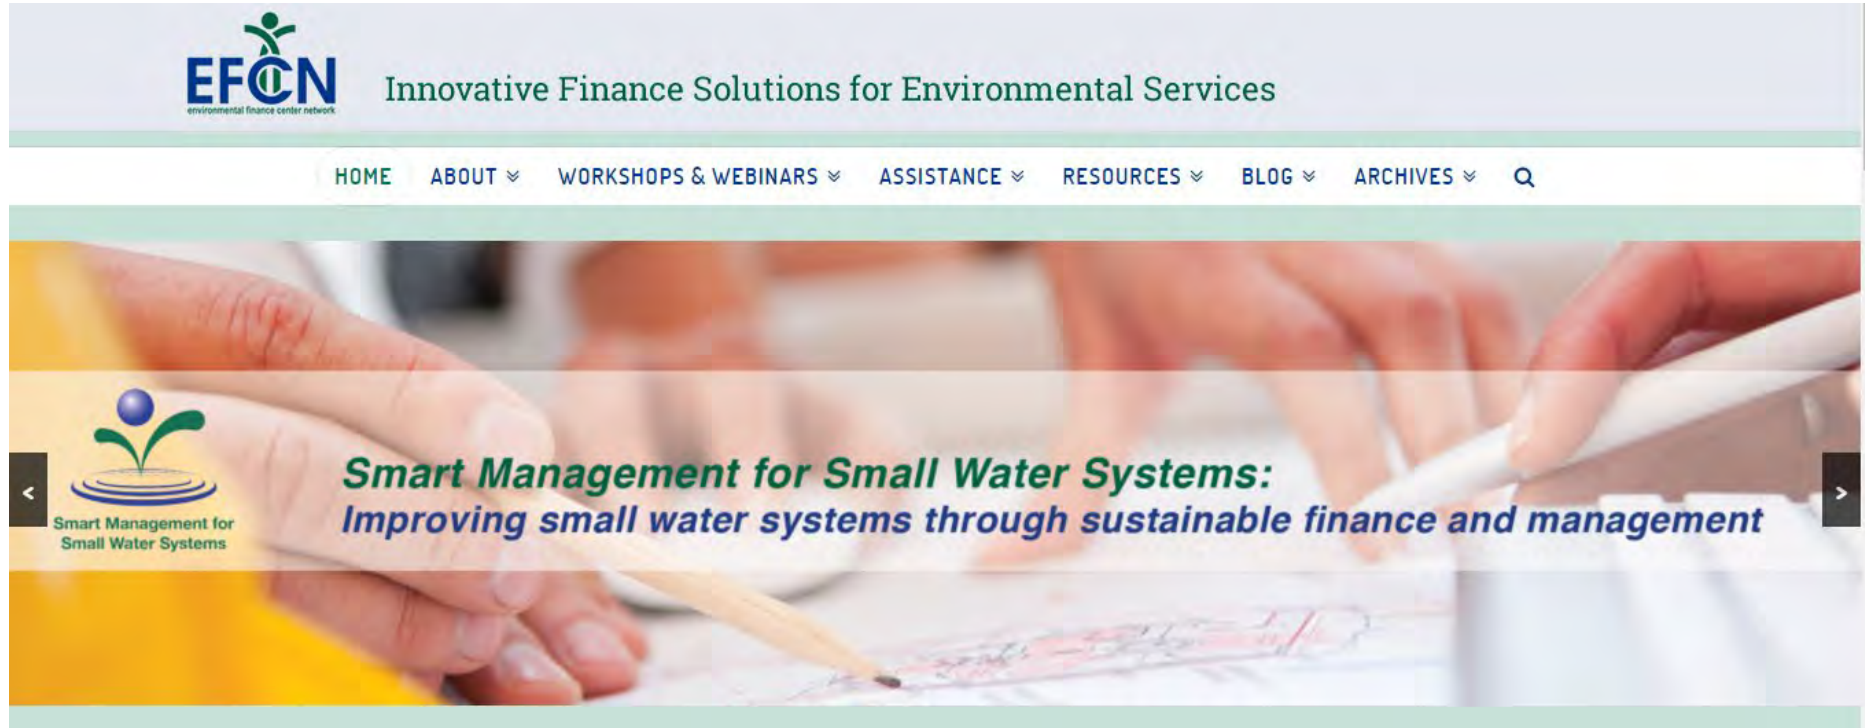 EFCN
environmental finance center network
Innovative Finance Solutions for Environmental Services
HOME ABOUT WORKSHOPS & WEBINARS ASSISTANCE RESOURCES BLOG ARCHIVES
Smart Management for Small Water Systems:
Improving small water systems through sustainable finance and management
Smart Management for
Small Water Systems